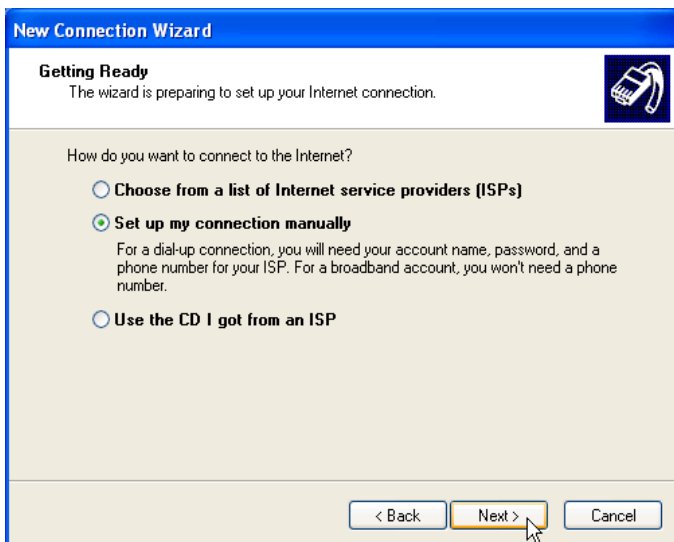 New Connection Wizard
Getting Ready
The wizard is preparing to set up your Internet connection.
How do you want to connect to the Internet?
Choose from a list of Internet service providers (ISPs)
Set up my connection manually
For a dial-up connection, you will need your account name, password, and a
phone number for your ISP. For a broadband account, you won't need a phone
number.
Use the CD I got from an ISP
< Back Next > Cancel